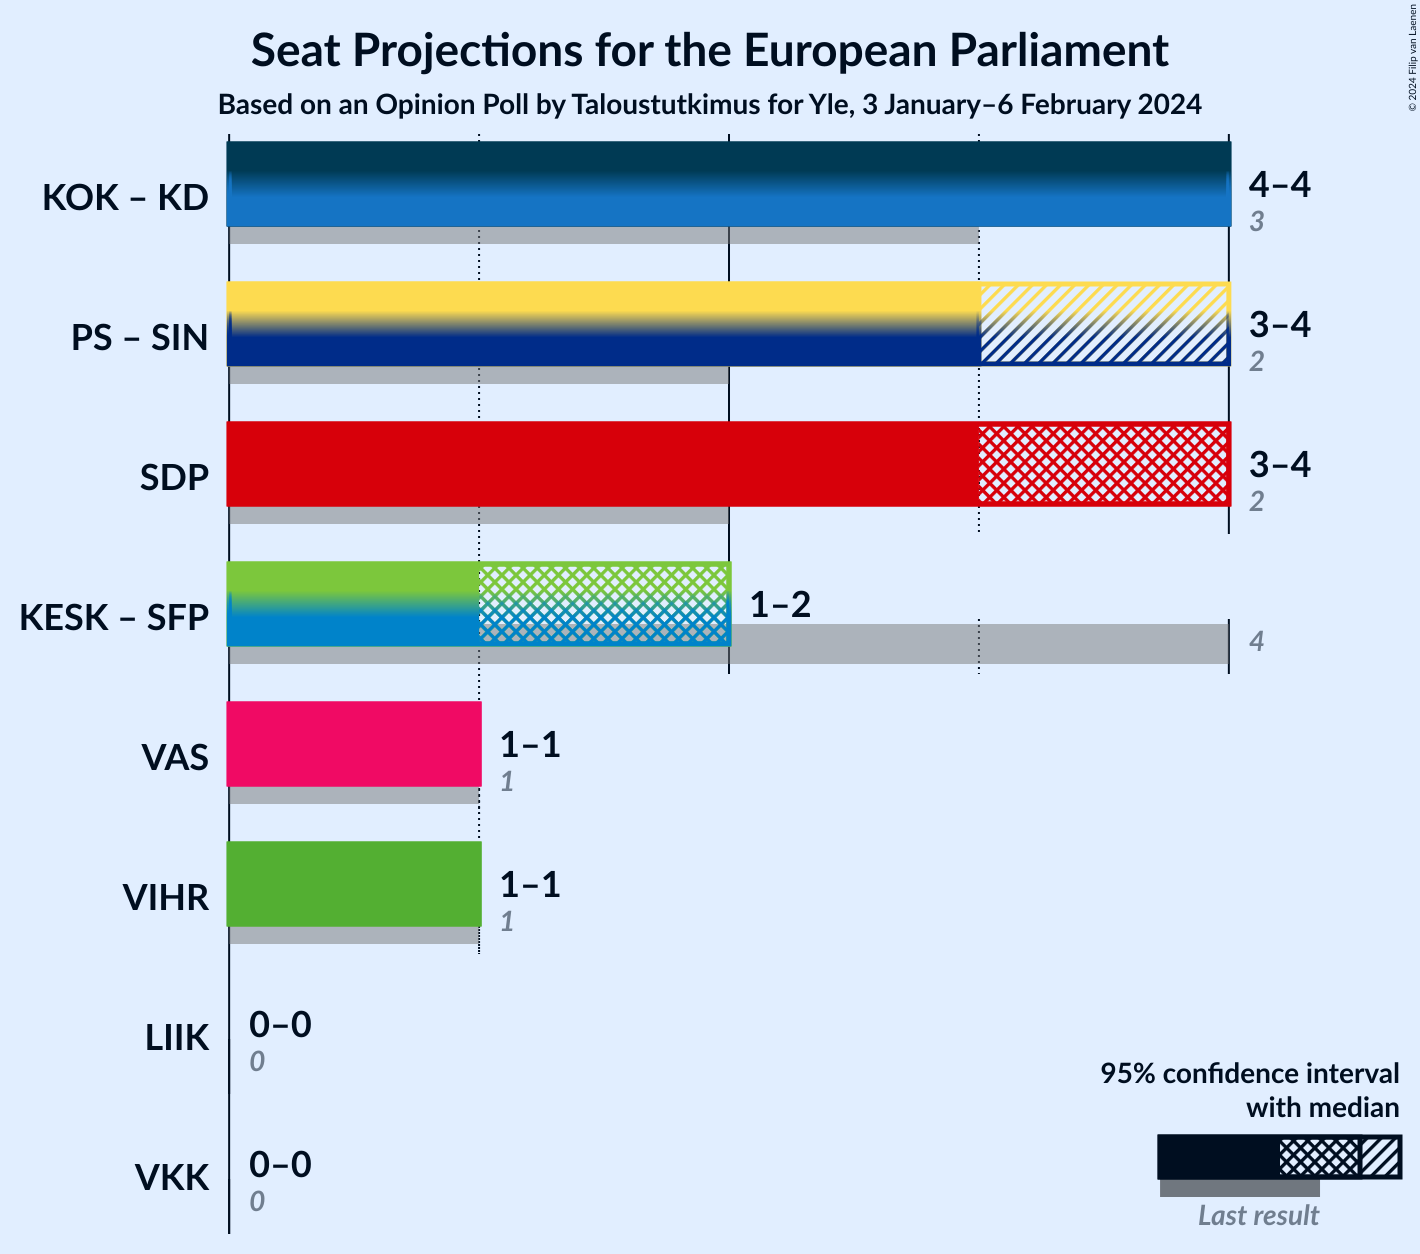 Seat Projections for the European Parliament
Based on an Opinion Poll by Taloustutkimus for Yle, 3 January–6 February 2024
© 2024 Filip van Laenen
KOK – KD
4–4
3
PS – SIN
3–4
2
SDP
3–4
2
KESK – SFP
1–2
4
VAS
1–1
1
VIHR
1–1
1
LIIK
0–0
0
VKK
0–0
0
95% confidence interval
with median
Last result